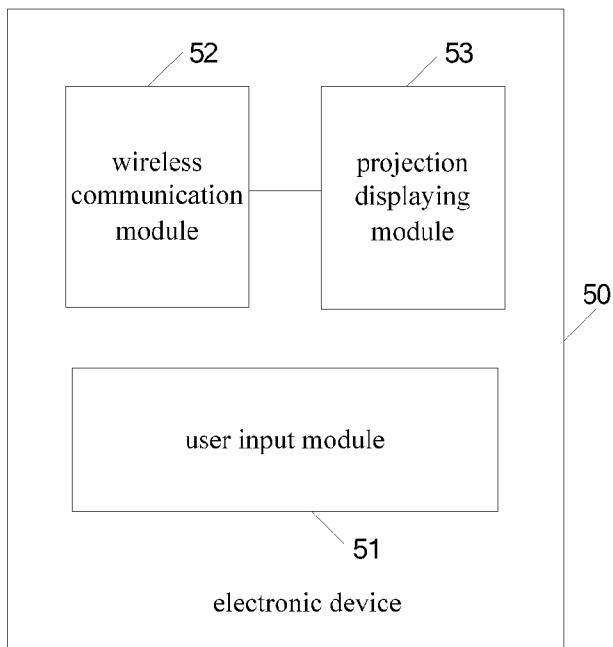 52
53
wireless
communication
module
projection
displaying
module
50
user input module
51
electronic device